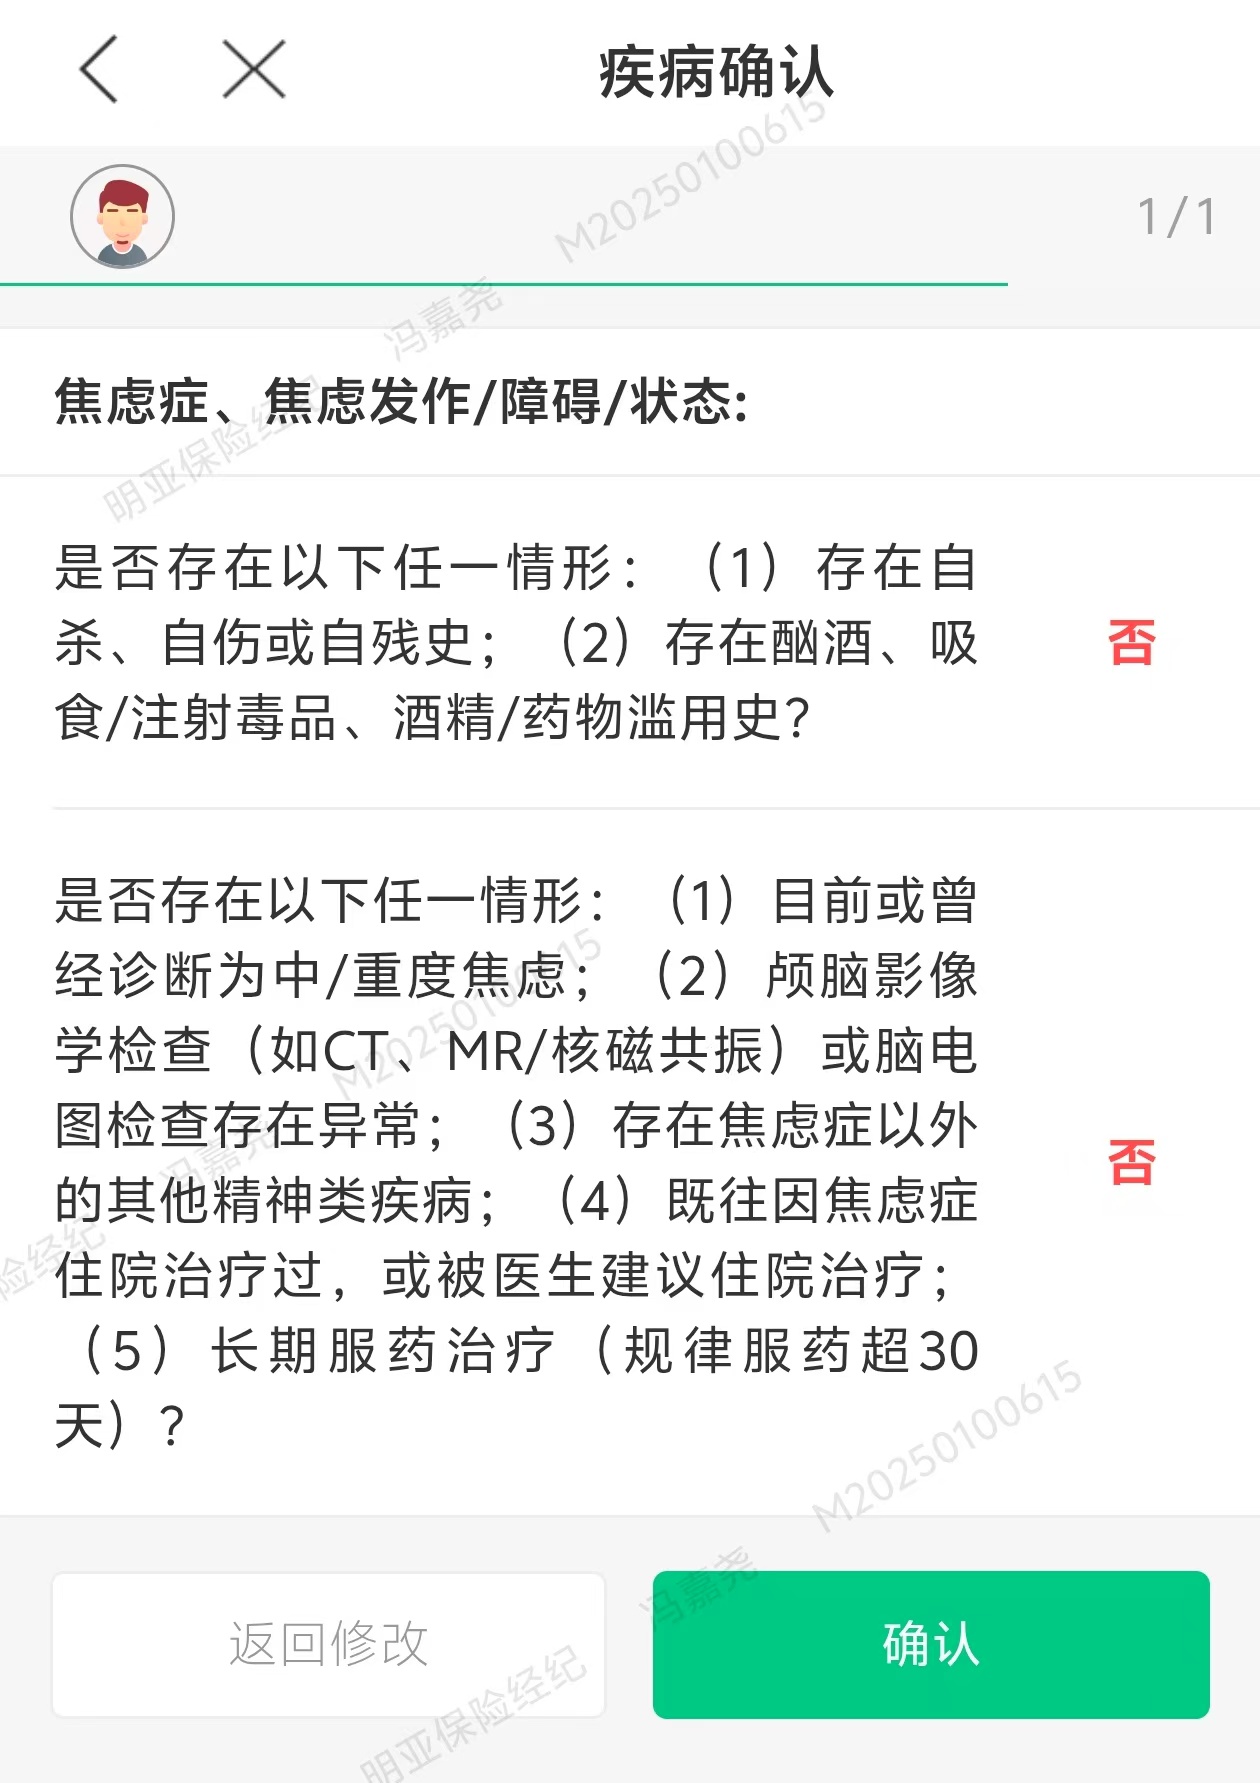 疾病确认
1/1
焦虑症、焦虑发作/障碍/状态:
是否存在以下任一情形：（1）存在自
杀、自伤或自残史；（2）存在酗酒、吸
食/注射毒品、酒精/药物滥用史？
否
是否存在以下任一情形：（1）目前或曾
经诊断为中/重度焦虑；（2）颅脑影像
学检查（如CT、MR/核磁共振）或脑电
图检查存在异常；（3）存在焦虑症以外
的其他精神类疾病；（4）既往因焦虑症
住院治疗过，或被医生建议住院治疗；
（5）长期服药治疗（规律服药超30
天）？
否
返回修改
确认
明亚保险经纪 冯嘉尧 M20250100615
险经纪 冯嘉尧 M20250100615
明亚保险经纪 冯嘉尧 M20250100615